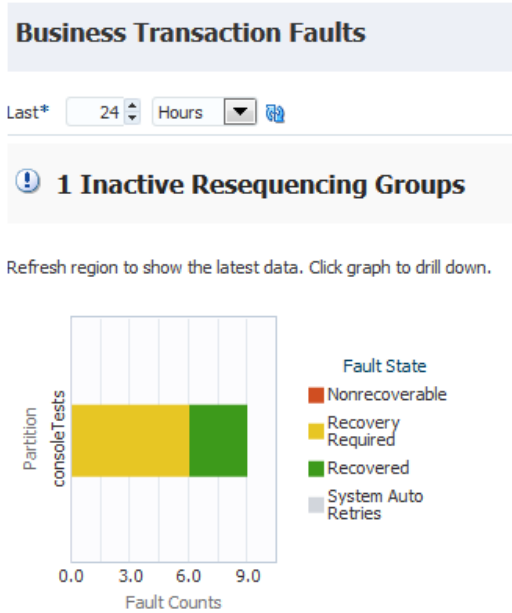 Business Transaction Faults
Last* 24 Hours
1 Inactive Resequencing Groups
Refresh region to show the latest data. Click graph to drill down.
Partition
consoleTests
0.0 3.0 6.0 9.0
Fault Counts
Fault State
Nonrecoverable
Recovery
Required
Recovered
System Auto
Retries